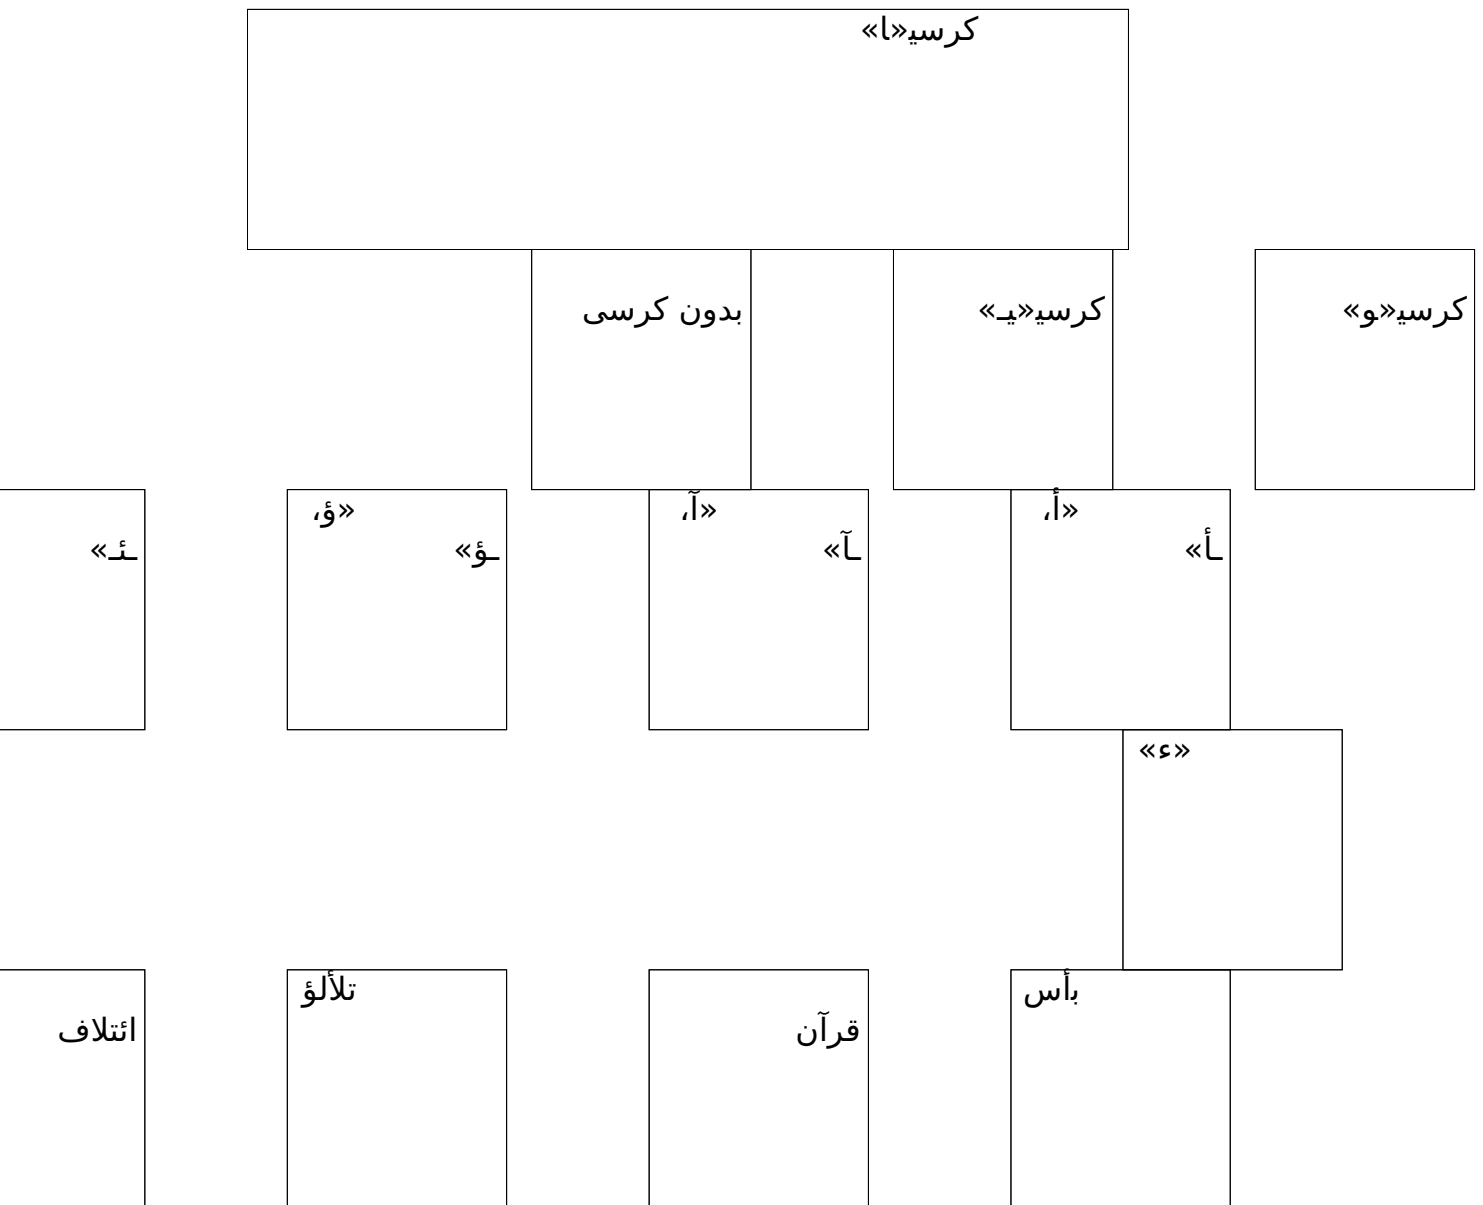 کرسی‍»ا«
کرسی‍»و«
کرسی‍»یـ«
بدون کرسی
»أ،
ـأ«
»آ،
ـآ«
»ؤ،
ـؤ«
ـئـ«
»ء«
بأس
قرآن
تلألؤ
ائتلاف